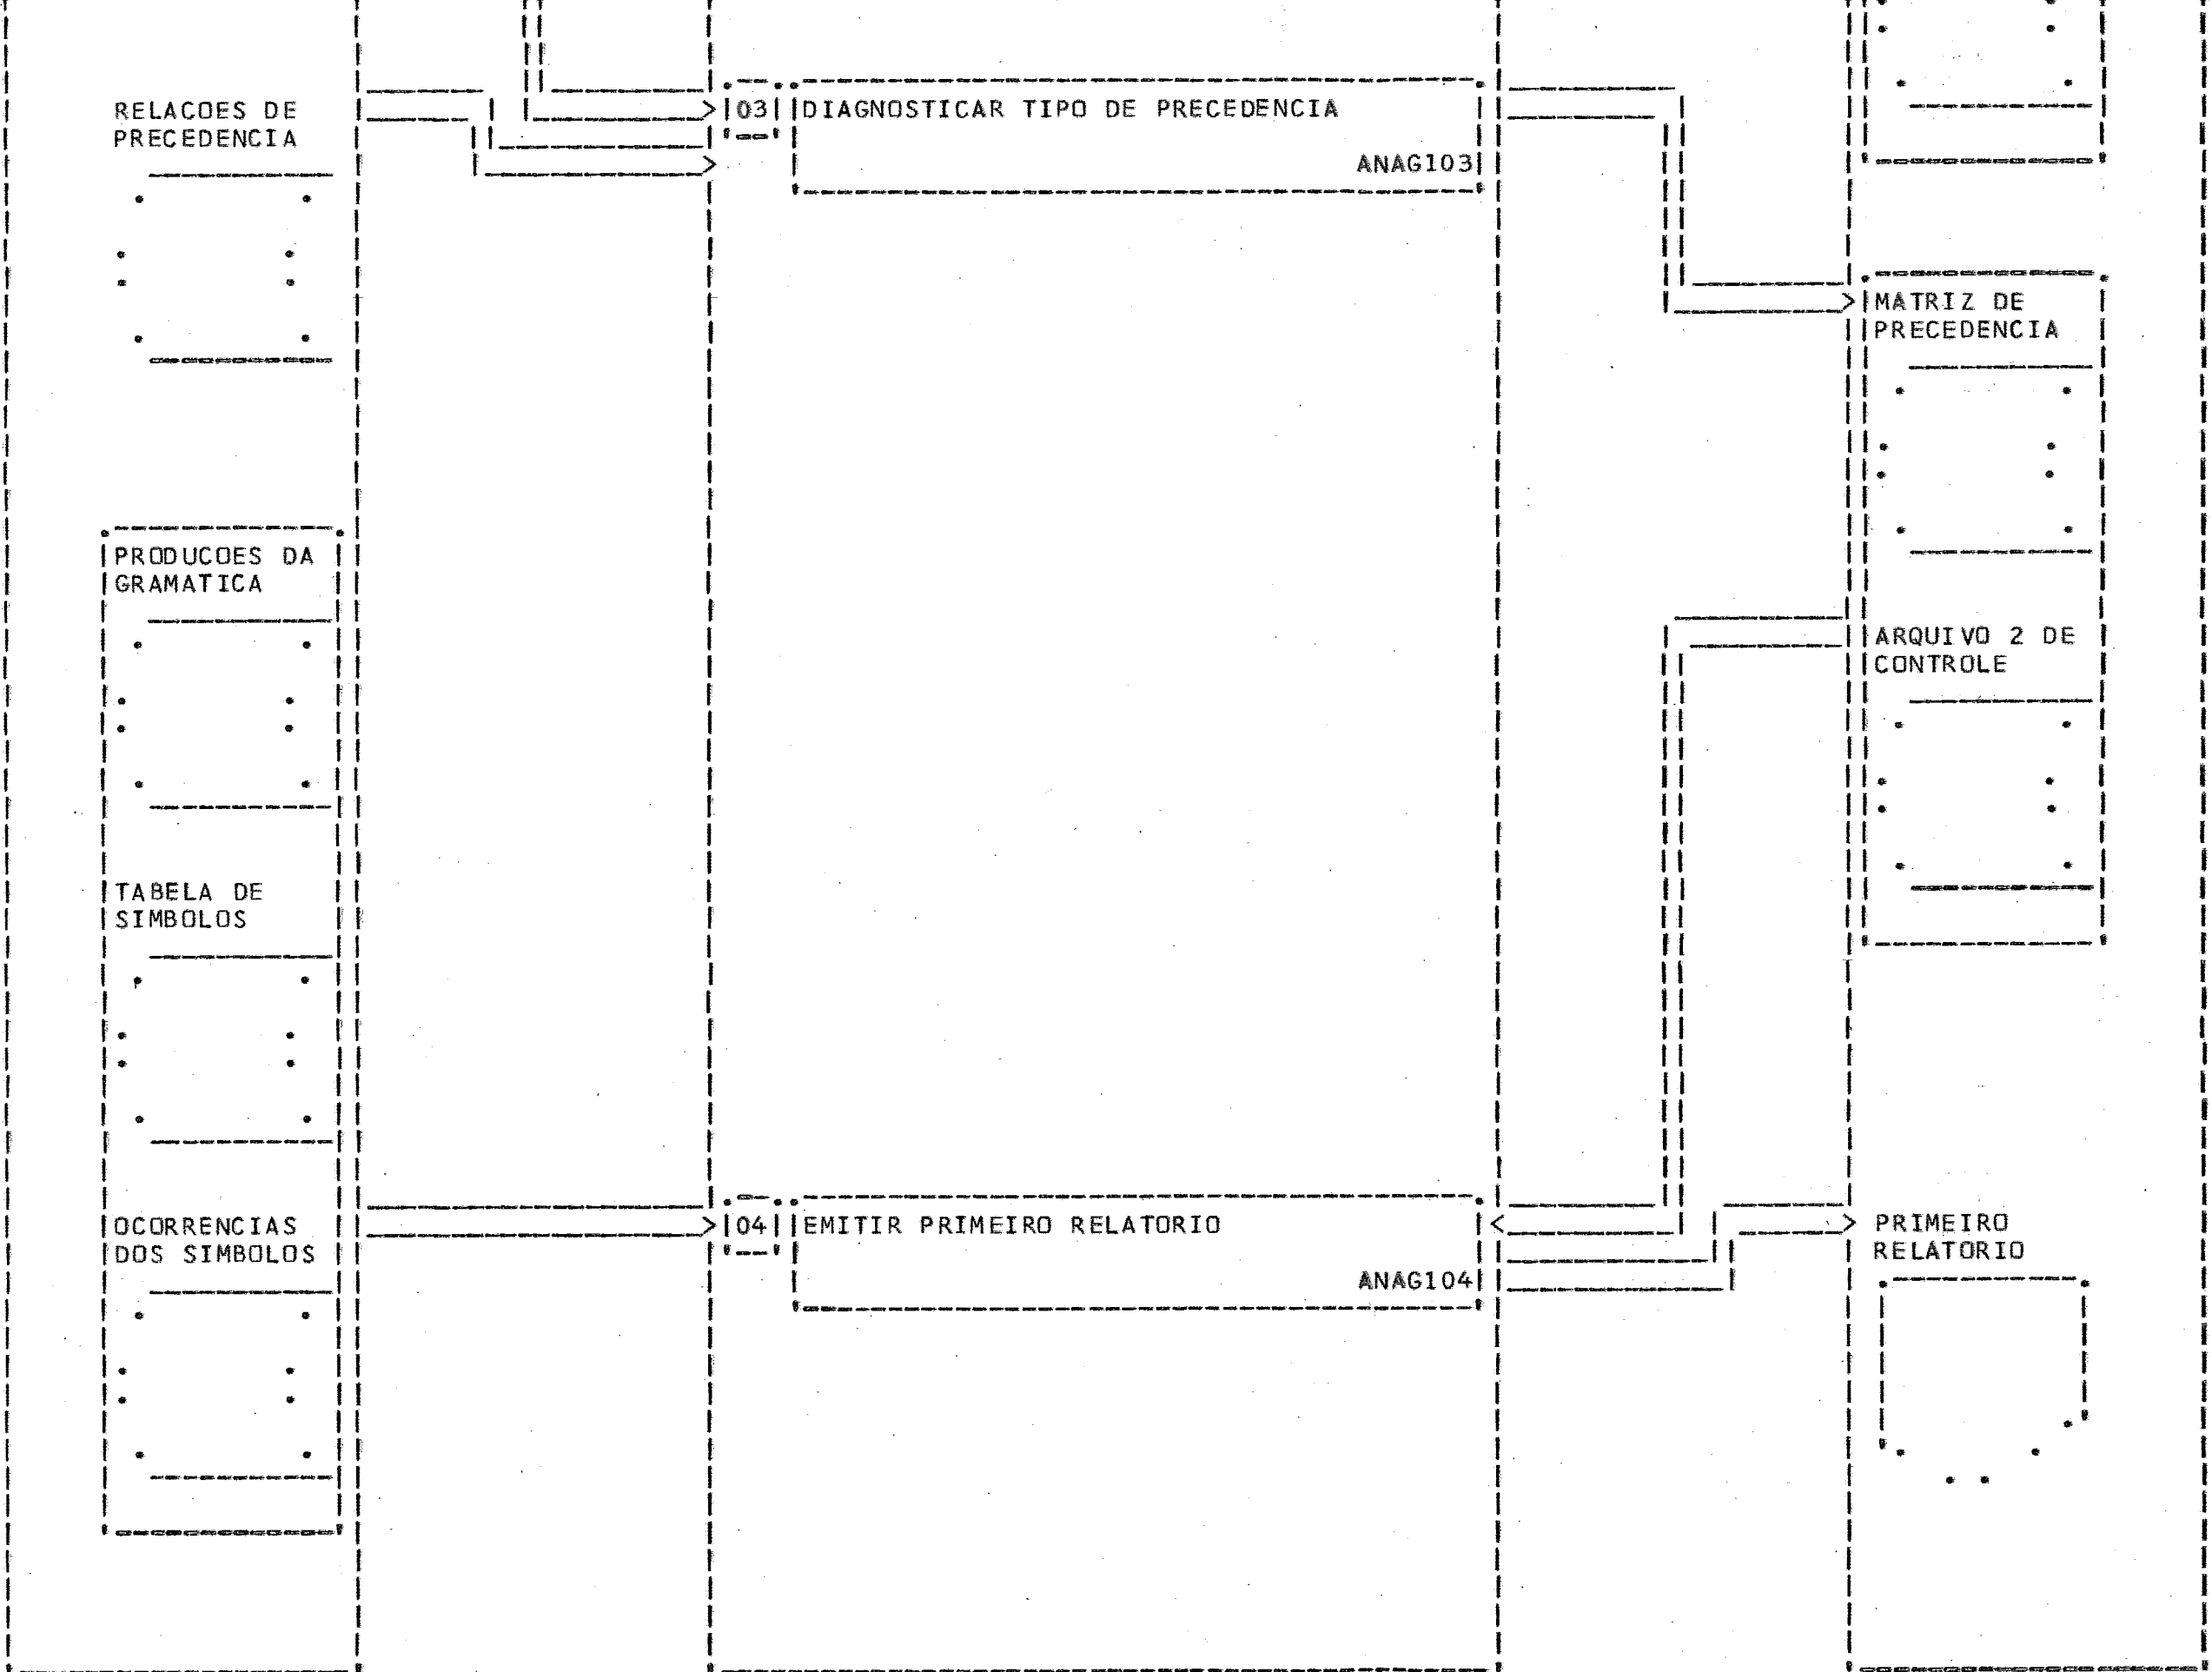 RELACOES DE
PRECEDENCIA
03
DIAGNOSTICAR TIPO DE PRECEDENCIA
ANAG103
MATRIZ DE
PRECEDENCIA
PRODUCOES DA
GRAMATICA
ARQUIVO 2 DE
CONTROLE
TABELA DE
SIMBOLOS
OCORRENCIAS
DOS SIMBOLOS
04
EMITIR PRIMEIRO RELATORIO
ANAG104
PRIMEIRO
RELATORIO